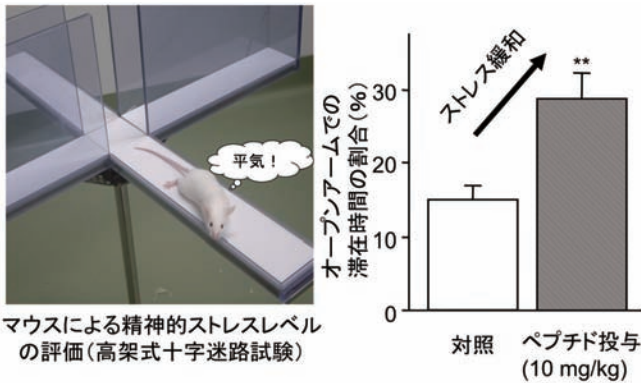 平気！
マウスによる精神的ストレスレベル
の評価（高架式十字迷路試験）
オープンアームでの
滞在時間の割合（%）
30
20
10
0
ストレス緩和
**
対照
ペプチド投与
(10 mg/kg)